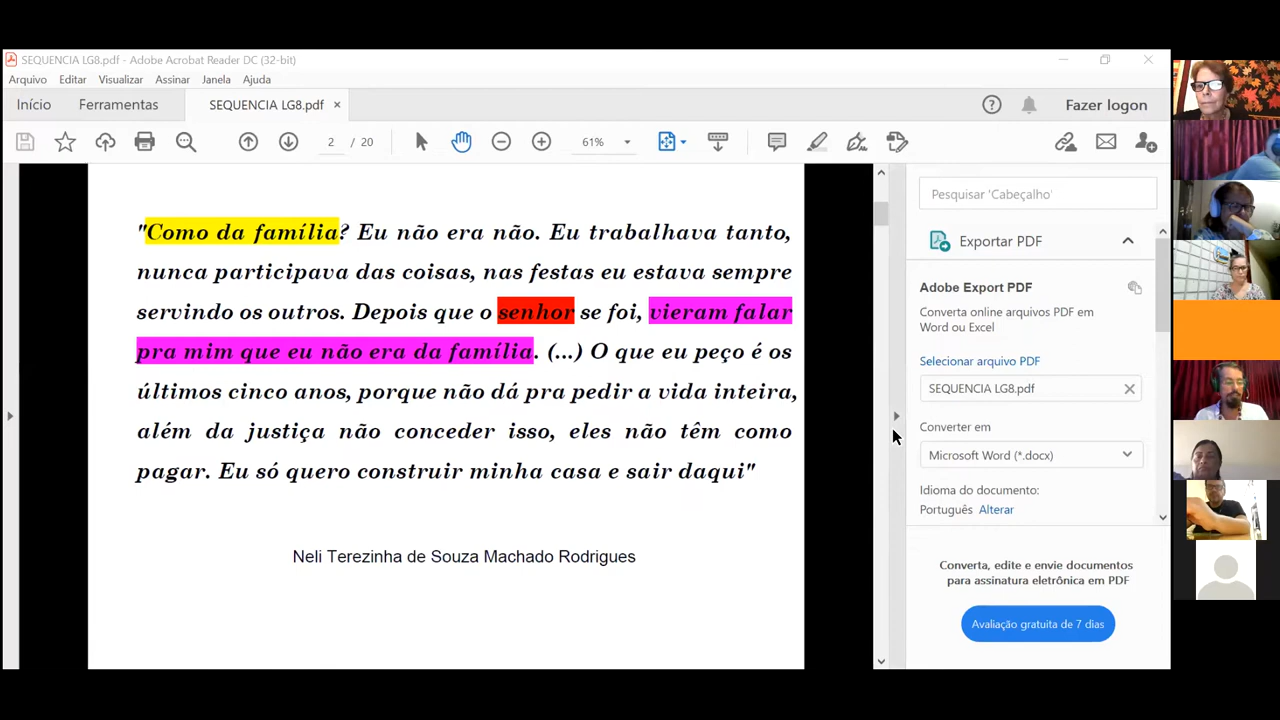 SEQUENCIA LG8.pdf - Adobe Acrobat Reader DC (32-bit)
Arquivo Editar Visualizar Assinar Janela Ajuda
Início Ferramentas SEQUENCIA LG8.pdf × Fazer logon
2 / 20 61%
"Como da família? Eu não era não. Eu trabalhava tanto,
nunca participava das coisas, nas festas eu estava sempre
servindo os outros. Depois que o senhor se foi, vieram falar
pra mim que eu não era da família. (...) O que eu peço é os
últimos cinco anos, porque não dá pra pedir a vida inteira,
além da justiça não conceder isso, eles não têm como
pagar. Eu só quero construir minha casa e sair daqui"
Neli Terezinha de Souza Machado Rodrigues
Pesquisar 'Cabeçalho'
Exportar PDF
Adobe Export PDF
Converta online arquivos PDF em
Word ou Excel
Selecionar arquivo PDF
SEQUENCIA LG8.pdf
Converter em
Microsoft Word (*.docx)
Idioma do documento:
Português Alterar
Converta, edite e envie documentos
para assinatura eletrônica em PDF
Avaliação gratuita de 7 dias